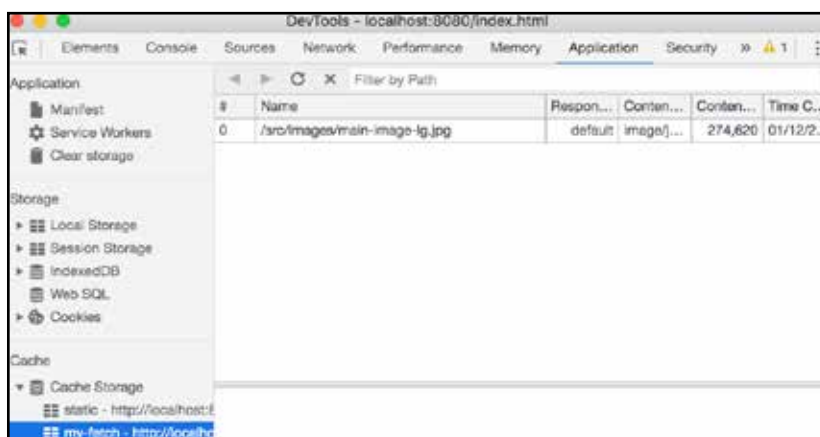 DevTools - localhost:8080/index.html
Elements Console Sources Network Performance Memory Application Security » 1
Application
Manifest
Service Workers
Clear storage
Storage
Local Storage
Session Storage
IndexedDB
Web SQL
Cookies
Cache
Cache Storage
static - http://localhost:8
my-fetch - http://localho
Filter by Path
# Name Respon... Conten... Conten... Time C...
0 /src/images/main-image-lg.jpg default image/j... 274,620 01/12/2...